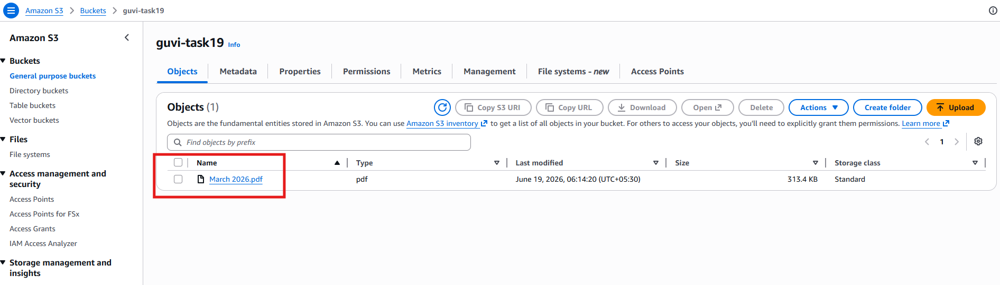 Amazon S3 > Buckets > guvi-task19
Amazon S3
Buckets
General purpose buckets
Directory buckets
Table buckets
Vector buckets
Files
File systems
Access management and
security
Access Points
Access Points for FSx
Access Grants
IAM Access Analyzer
Storage management and
insights
guvi-task19 Info
Objects Metadata Properties Permissions Metrics Management File systems - new Access Points
Objects (1) Copy S3 URI Copy URL Download Open Delete Actions Create folder Upload
Objects are the fundamental entities stored in Amazon S3. You can use Amazon S3 inventory to get a list of all objects in your bucket. For others to access your objects, you'll need to explicitly grant them permissions. Learn more
Find objects by prefix 1
Name Type Last modified Size Storage class
March 2026.pdf pdf June 19, 2026, 06:14:20 (UTC+05:30) 313.4 KB Standard